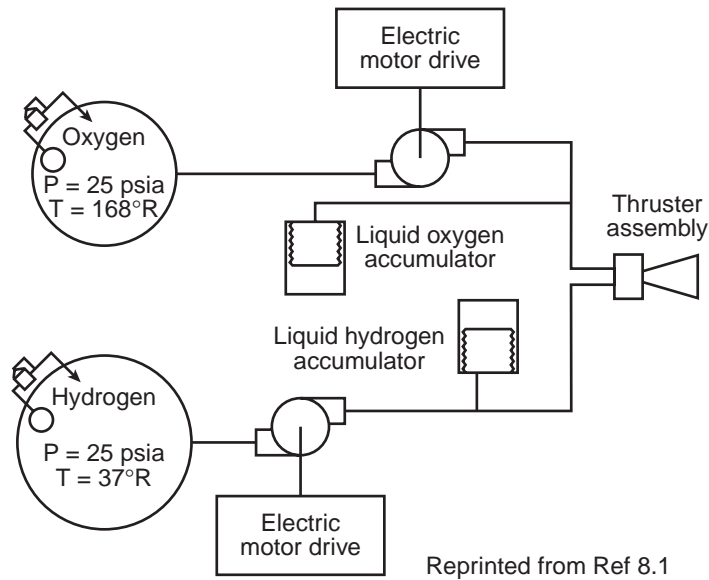 Electric
motor drive
Oxygen
P = 25 psia
T = 168°R
Thruster
assembly
Liquid oxygen
accumulator
Liquid hydrogen
accumulator
Hydrogen
P = 25 psia
T = 37°R
Electric
motor drive
Reprinted from Ref 8.1